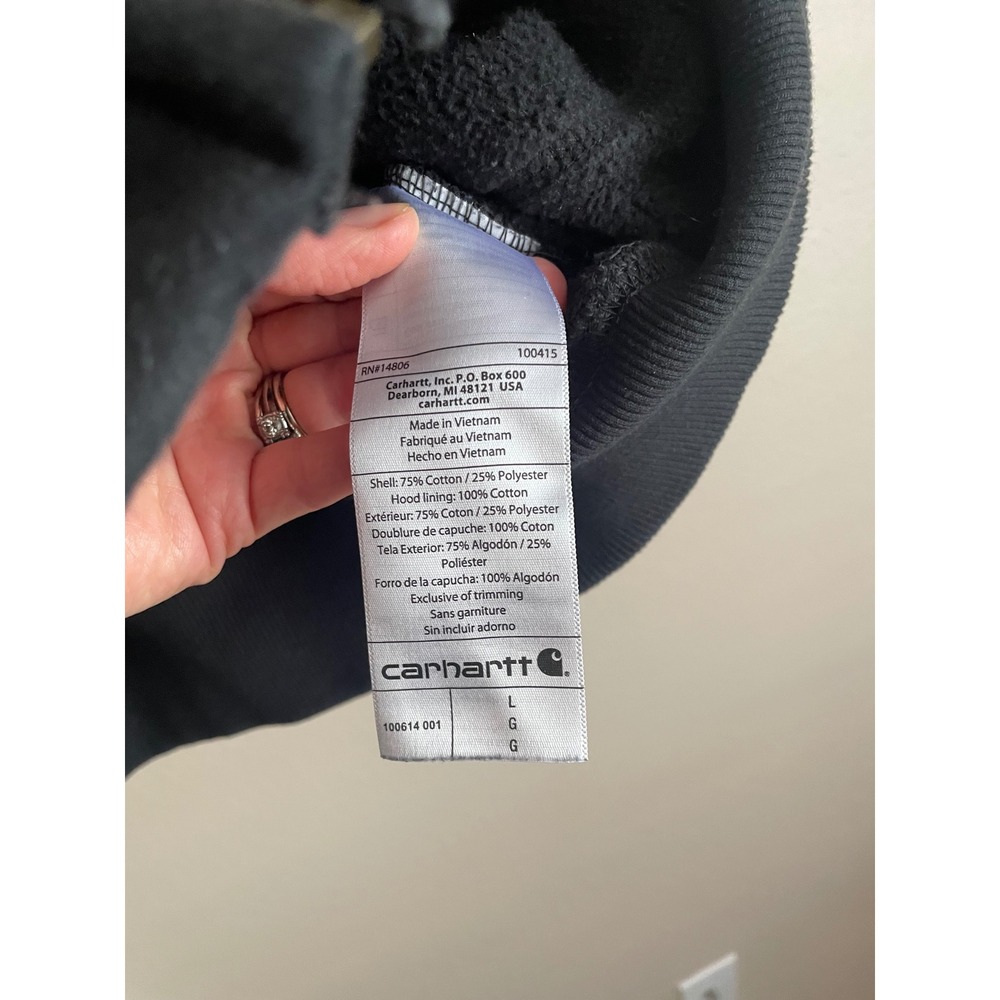 RN#14806 100415
Carhartt, Inc. P.O. Box 600
Dearborn, MI 48121 USA
carhartt.com
Made in Vietnam
Fabriqué au Vietnam
Hecho en Vietnam
Shell: 75% Cotton / 25% Polyester
Hood lining: 100% Cotton
Extérieur: 75% Coton / 25% Polyester
Doublure de capuche: 100% Coton
Tela Exterior: 75% Algodón / 25%
Poliéster
Forro de la capucha: 100% Algodón
Exclusive of trimming
Sans garniture
Sin incluir adorno
carhartt
100614 001
L
G
G